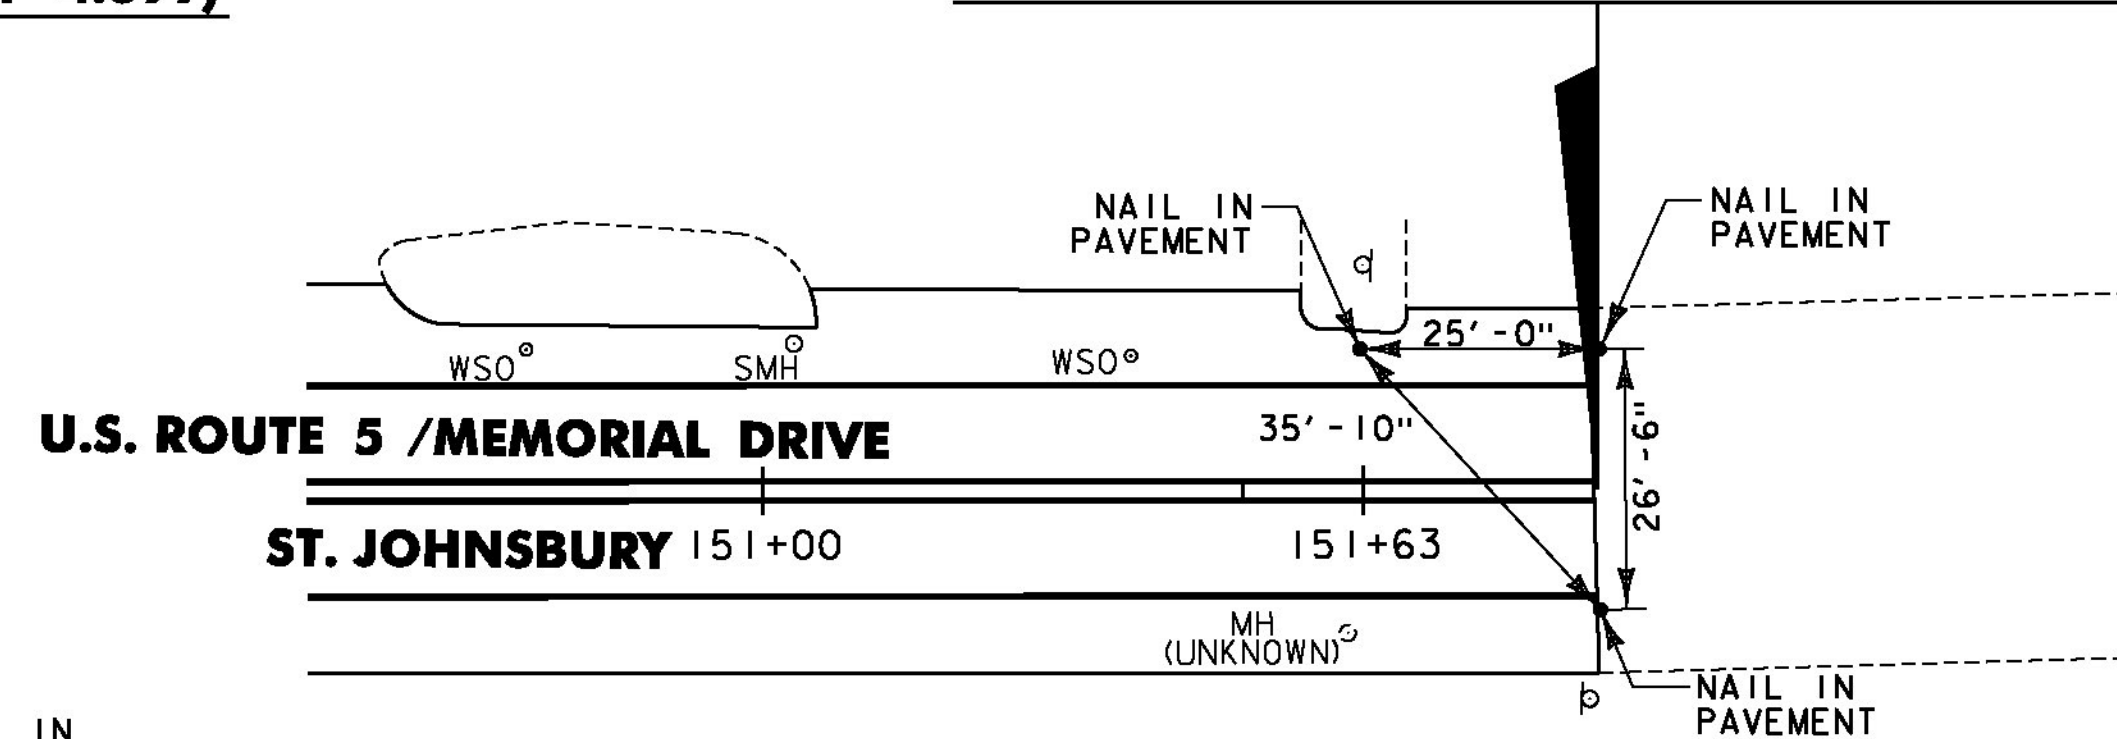 NAIL IN
PAVEMENT
NAIL IN
PAVEMENT
25'-0"
WSO
SMH
WSO
35'-10"
U.S. ROUTE 5 /MEMORIAL DRIVE
26'-6"
ST. JOHNSBURY 151+00
151+63
MH
(UNKNOWN)
NAIL IN
PAVEMENT
IN